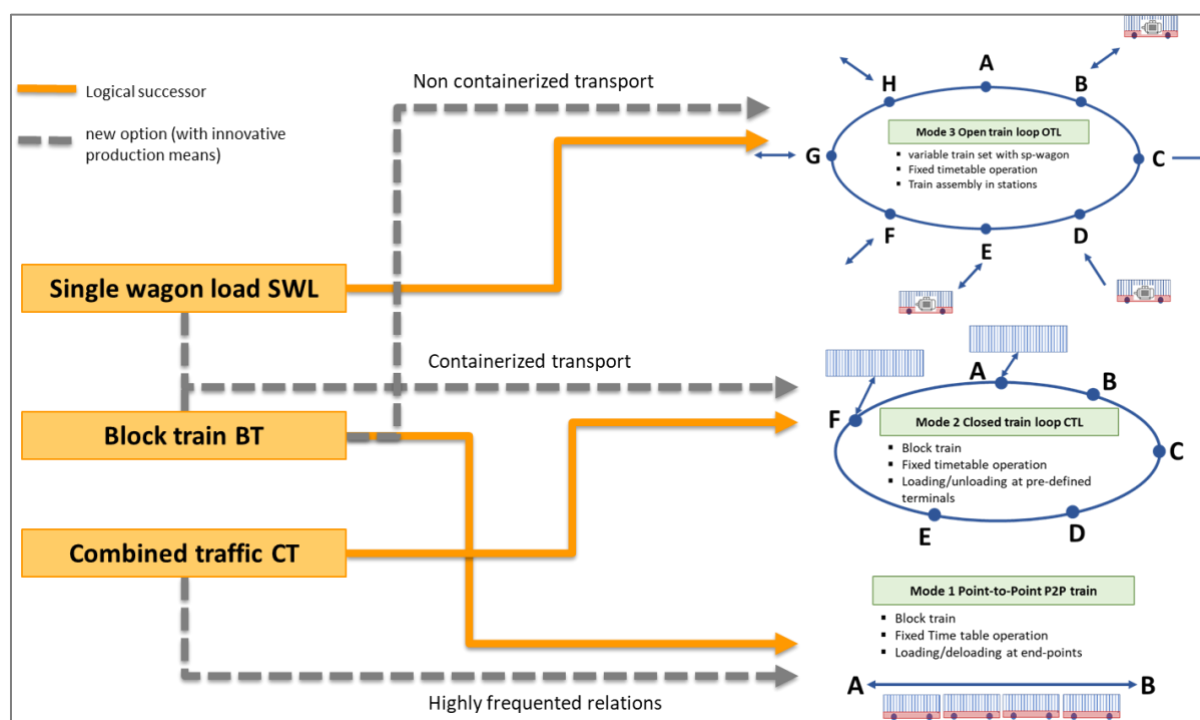 Logical successor
new option (with innovative
production means)
Non containerized transport
Single wagon load SWL
Containerized transport
Block train BT
Combined traffic CT
Highly frequented relations
A
B
C
D
E
F
G
H
Mode 3 Open train loop OTL
▪ variable train set with sp-wagon
▪ Fixed timetable operation
▪ Train assembly in stations
A
B
C
D
E
F
Mode 2 Closed train loop CTL
▪ Block train
▪ Fixed timetable operation
▪ Loading/unloading at pre-defined
terminals
Mode 1 Point-to-Point P2P train
▪ Block train
▪ Fixed Time table operation
▪ Loading/deloading at end-points
A
B